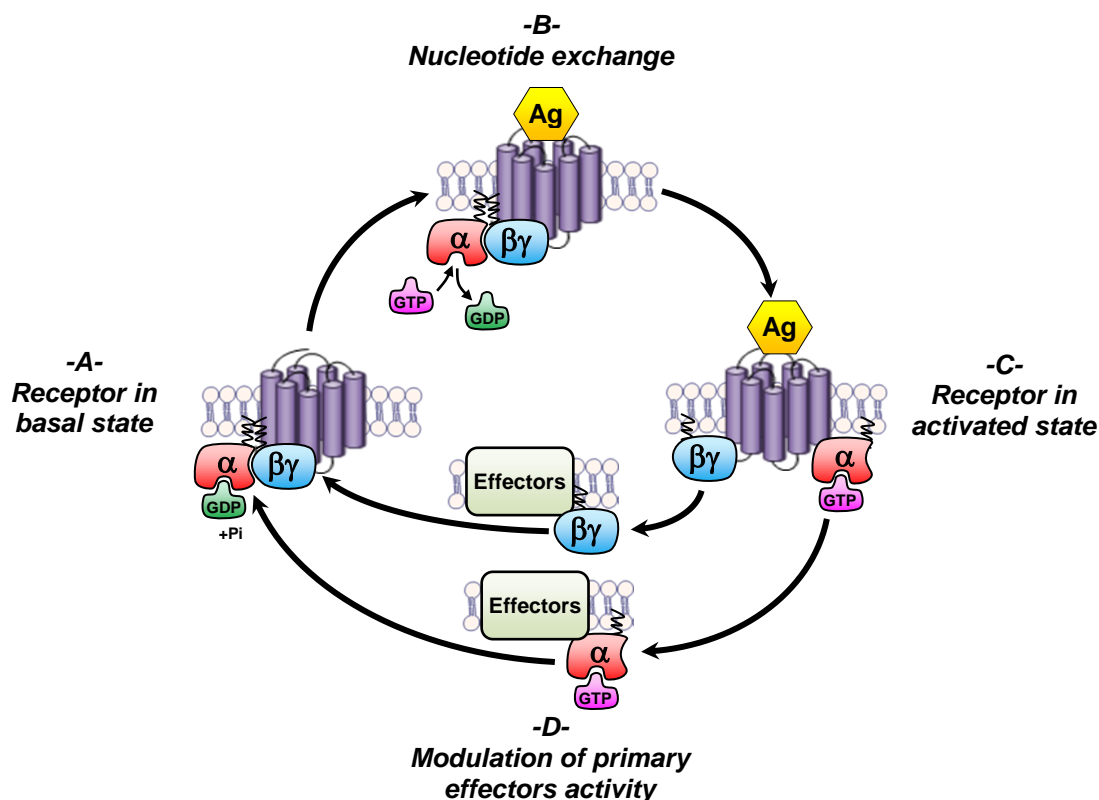 -B-
Nucleotide exchange
Ag
α
βγ
GTP
GDP
-A-
Receptor in
basal state
α
βγ
GDP
+Pi
Ag
-C-
Receptor in
activated state
βγ
α
GTP
Effectors
βγ
Effectors
α
GTP
-D-
Modulation of primary
effectors activity